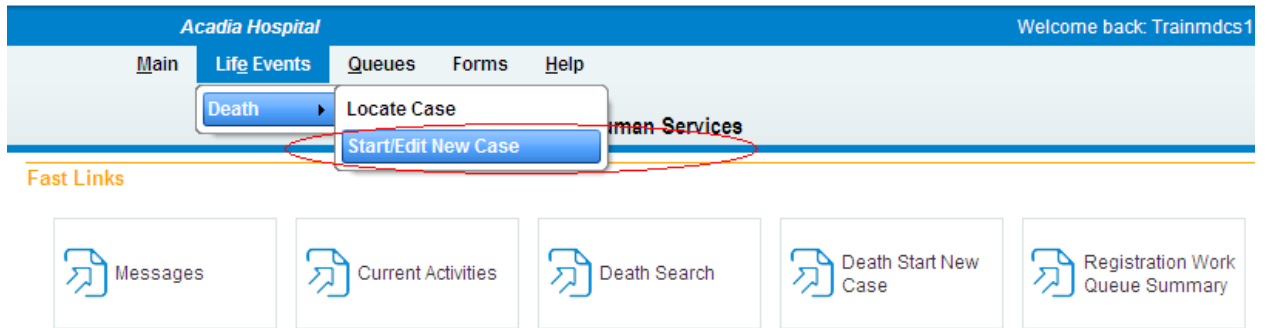 Acadia Hospital
Welcome back: Trainmdcs1
Main Life Events Queues Forms Help
Death Locate Case
uman Services
Start/Edit New Case
Fast Links
Messages
Current Activities
Death Search
Death Start New
Case
Registration Work
Queue Summary